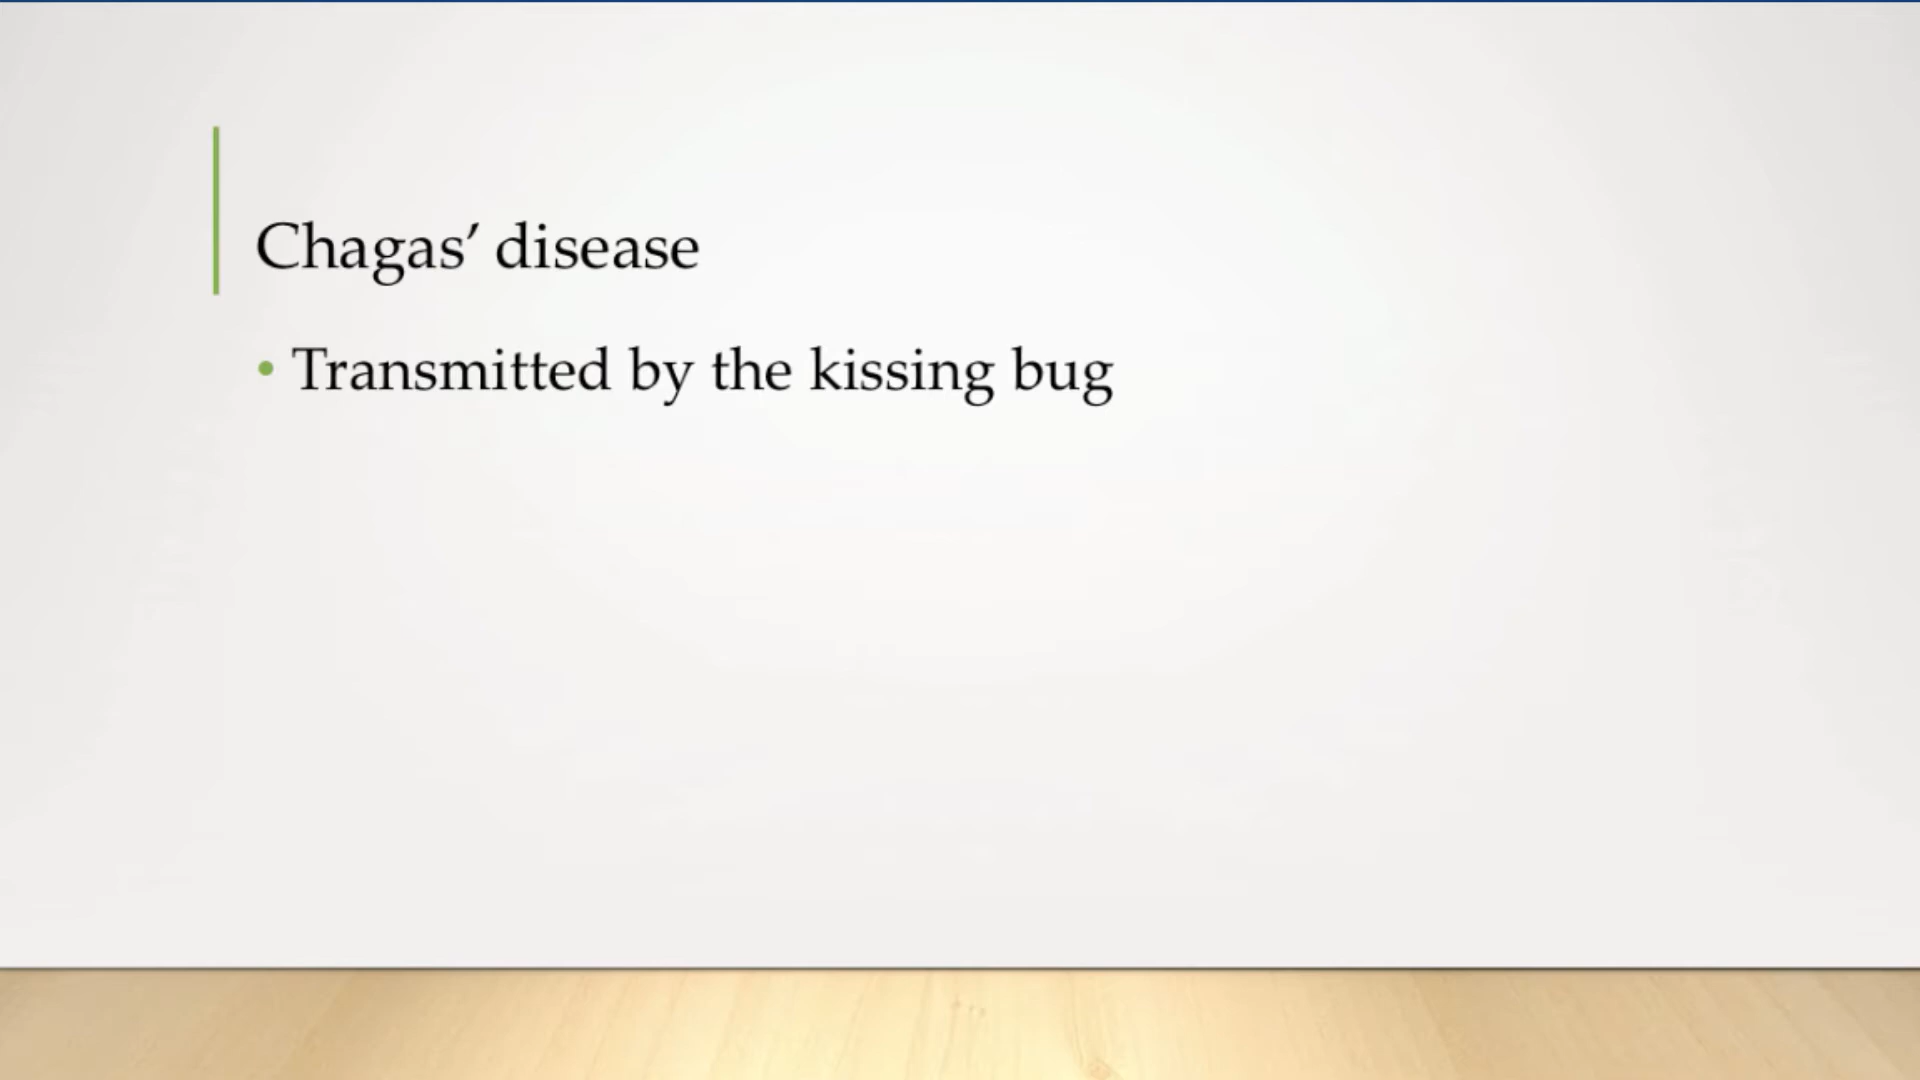 Chagas’ disease
• Transmitted by the kissing bug